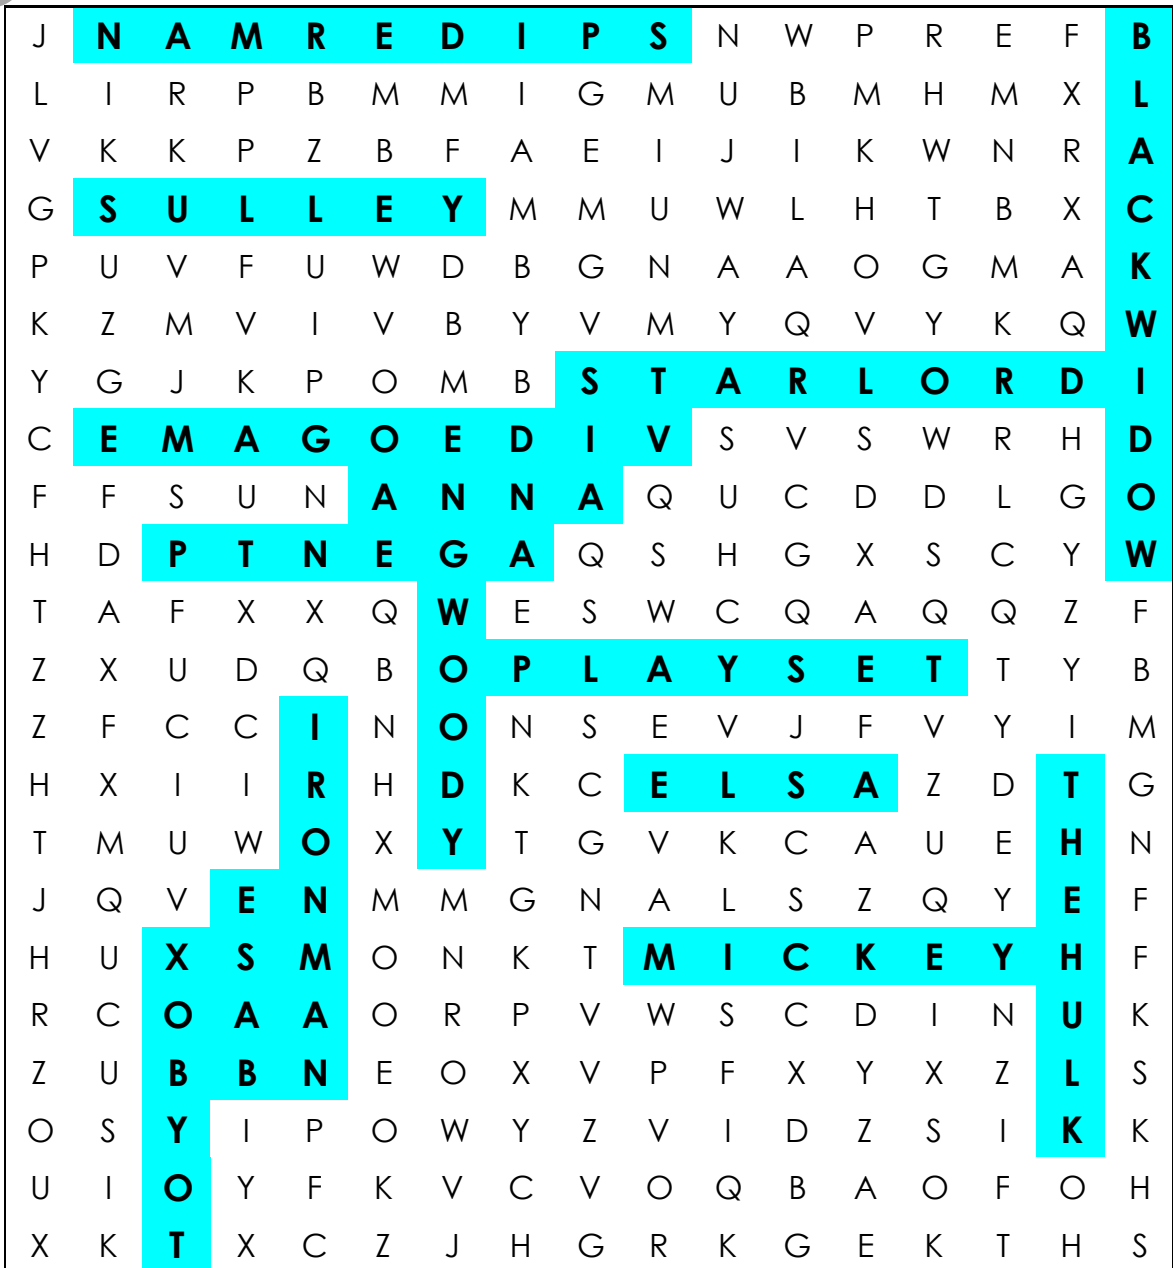 J N A M R E D I P S N W P R E F B
L I R P B M M I G M U B M H M X L
V K K P Z B F A E I J I K W N R A
G S U L L E Y M M U W L H T B X C
P U V F U W D B G N A A O G M A K
K Z M V I V B Y V M Y Q V Y K Q W
Y G J K P O M B S T A R L O R D I
C E M A G O E D I V S V S W R H D
F F S U N A N N A Q U C D D L G O
H D P T N E G A Q S H G X S C Y W
T A F X X Q W E S W C Q A Q Q Z F
Z X U D Q B O P L A Y S E T T Y B
Z F C C I N O N S E V J F V Y I M
H X I I R H D K C E L S A Z D T G
T M U W O X Y T G V K C A U E H N
J Q V E N M M G N A L S Z Q Y E F
H U X S M O N K T M I C K E Y H F
R C O A A O R P V W S C D I N U K
Z U B B N E O X V P F X Y X Z L S
O S Y I P O W Y Z V I D Z S I K K
U I O Y F K V C V O Q B A O F O H
X K T X C Z J H G R K G E K T H S